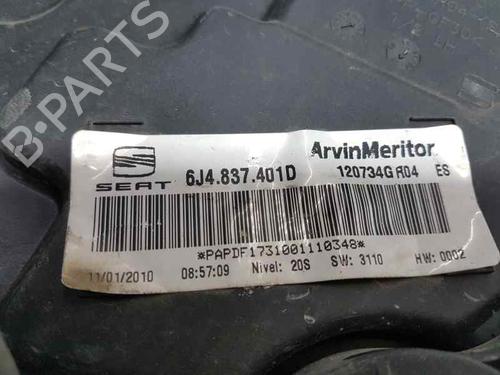 B-PARTS
SEAT
6J4.837.401D
ArvinMeritor
120734G R04 ES
*PAPDF1731001110348*
11/01/2010 08:57:09 Nivel: 20S SW: 3110 HW: 0002